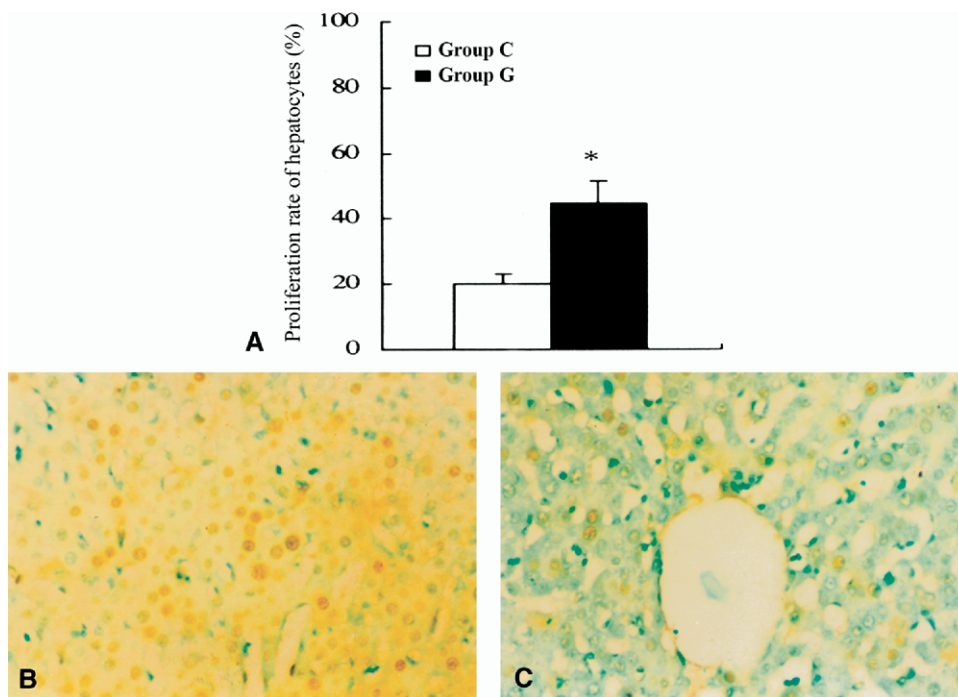 100
80
60
40
20
0
Proliferation rate of hepatocytes (%)
Group C
Group G
*
A
B
C